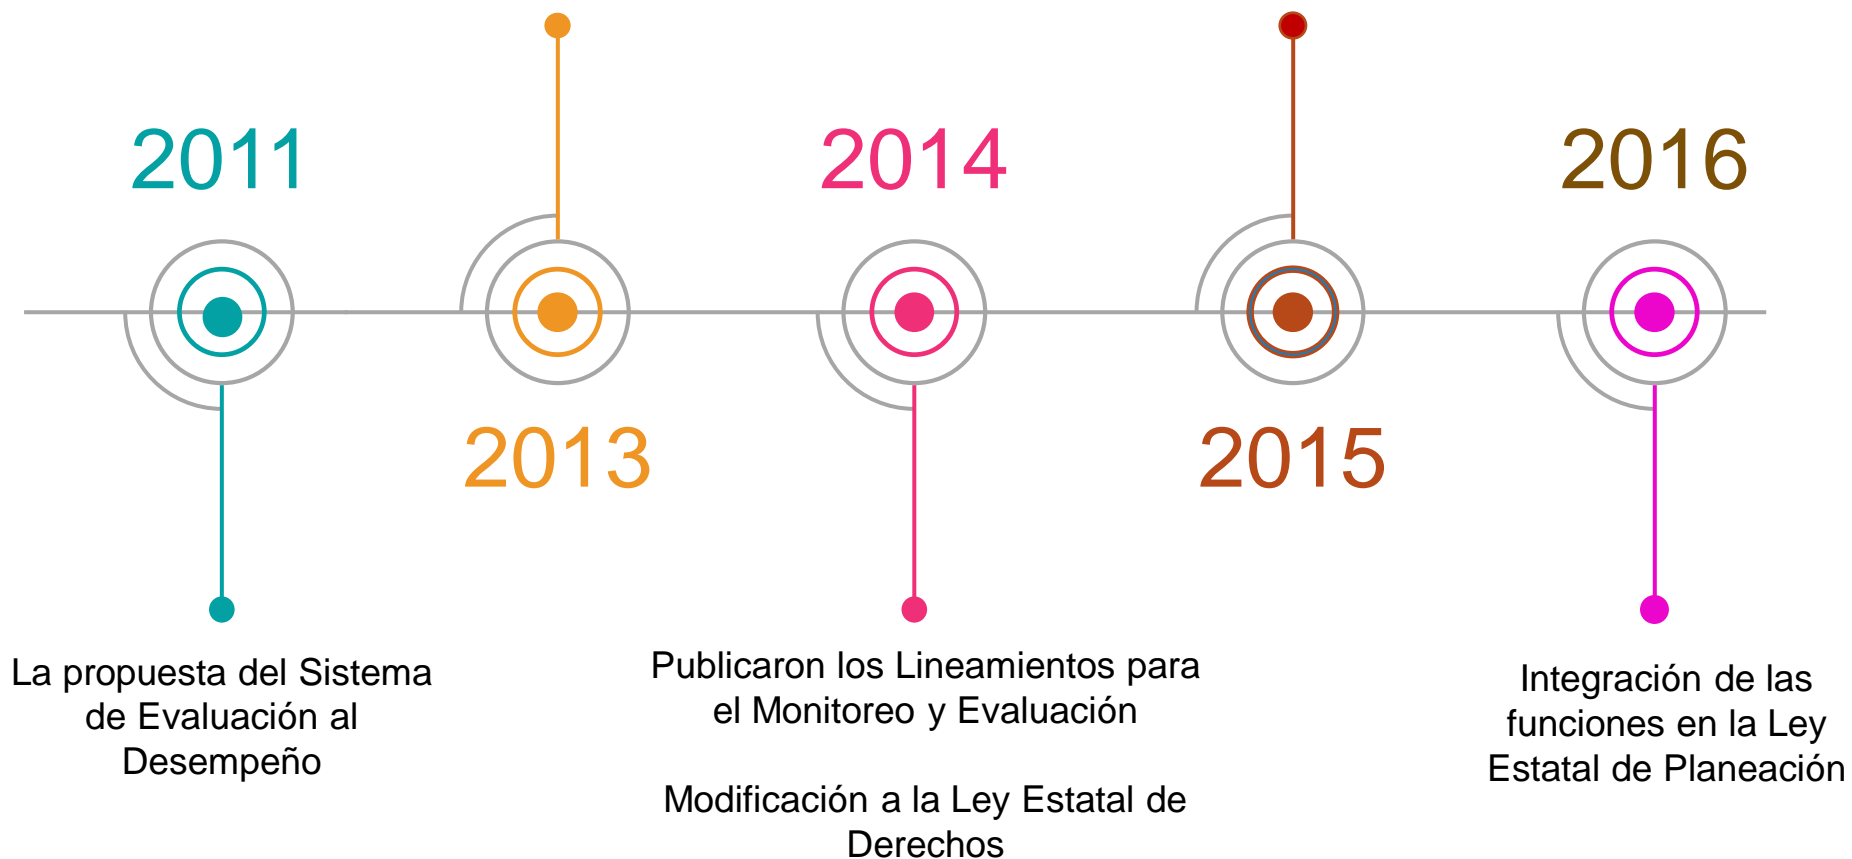 2011
2014
2016
2013
2015
La propuesta del Sistema
de Evaluación al
Desempeño
Publicaron los Lineamientos para
el Monitoreo y Evaluación
Modificación a la Ley Estatal de
Derechos
Integración de las
funciones en la Ley
Estatal de Planeación